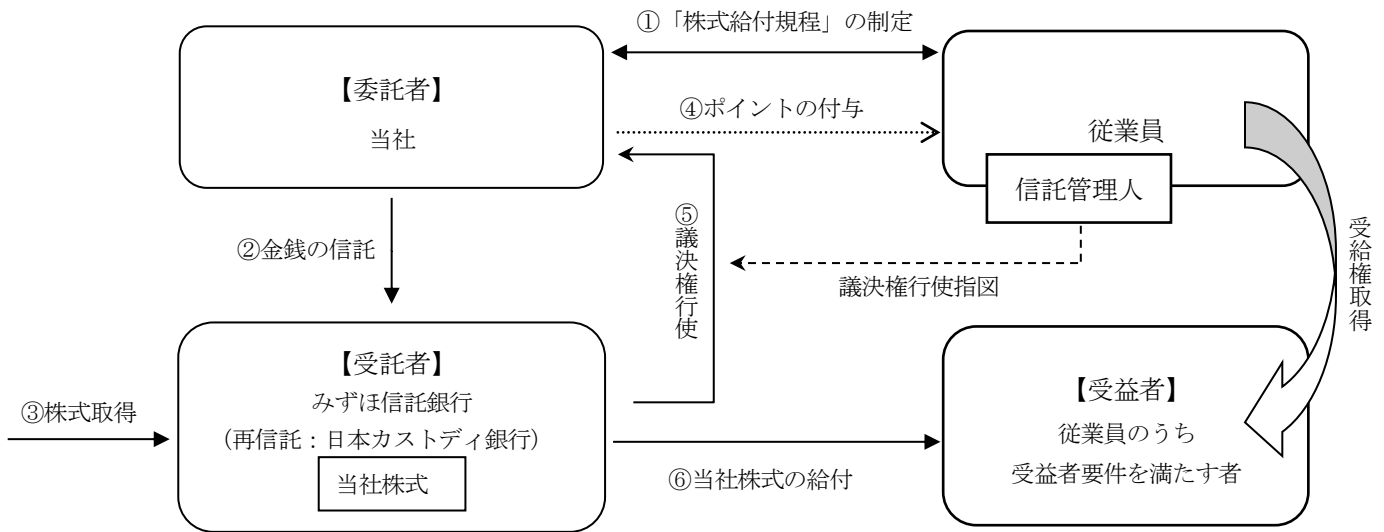 ①「株式給付規程」の制定
【委託者】
当社
④ポイントの付与
従業員
信託管理人
②金銭の信託
⑤議決権行使
議決権行使指図
受給権取得
【受託者】
みずほ信託銀行
(再信託：日本カストディ銀行)
当社株式
③株式取得
⑥当社株式の給付
【受益者】
従業員のうち
受益者要件を満たす者